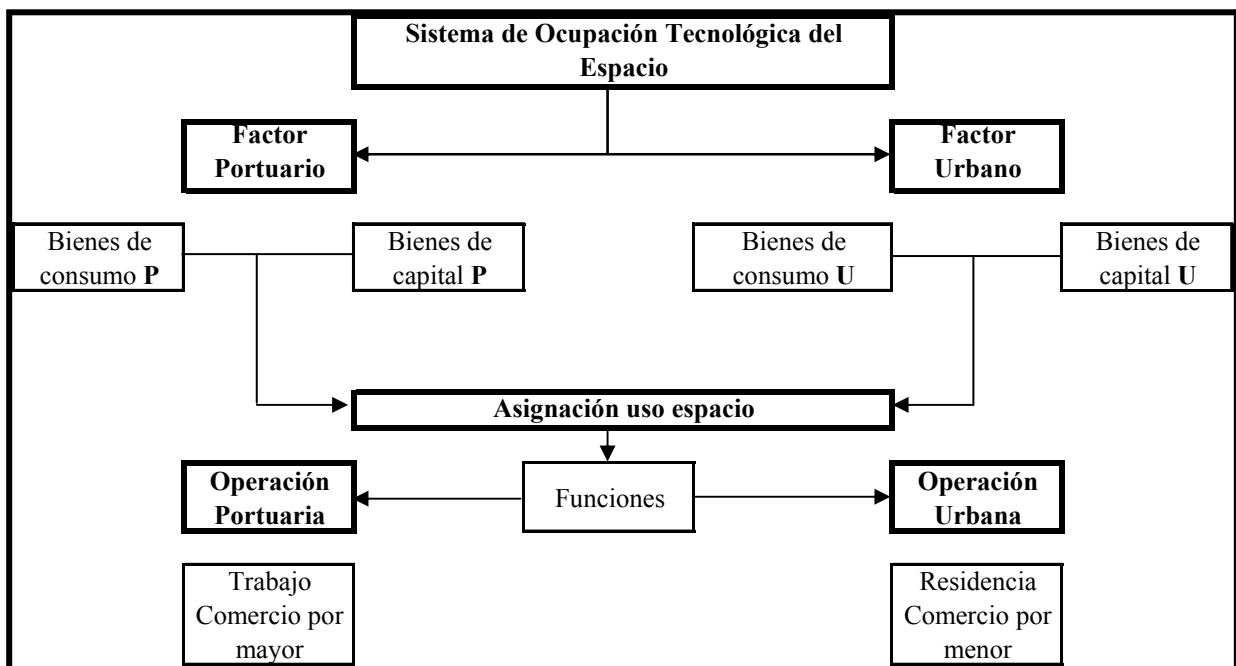 Sistema de Ocupación Tecnológica del
Espacio
Factor
Portuario
Factor
Urbano
Bienes de
consumo P
Bienes de
capital P
Bienes de
consumo U
Bienes de
capital U
Asignación uso espacio
Operación
Portuaria
Funciones
Operación
Urbana
Trabajo
Comercio por
mayor
Residencia
Comercio por
menor